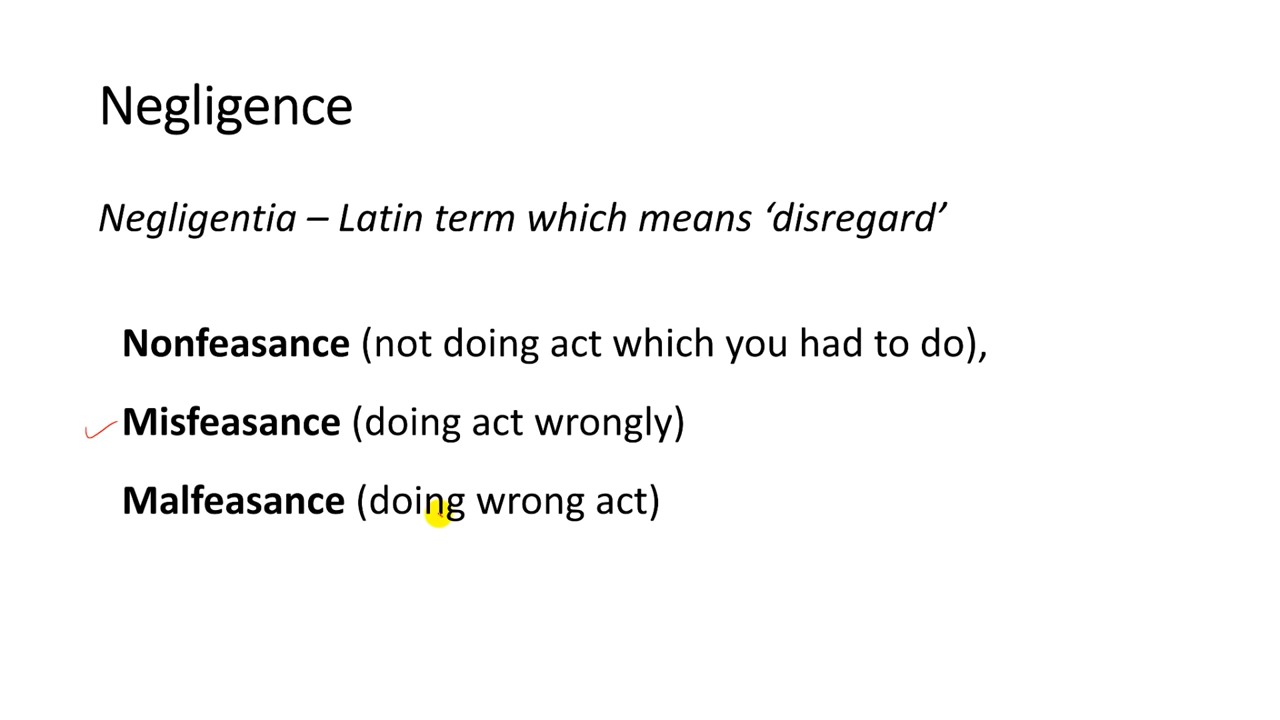 Negligence
Negligentia – Latin term which means ‘disregard’
Nonfeasance (not doing act which you had to do),
Misfeasance (doing act wrongly)
Malfeasance (doing wrong act)